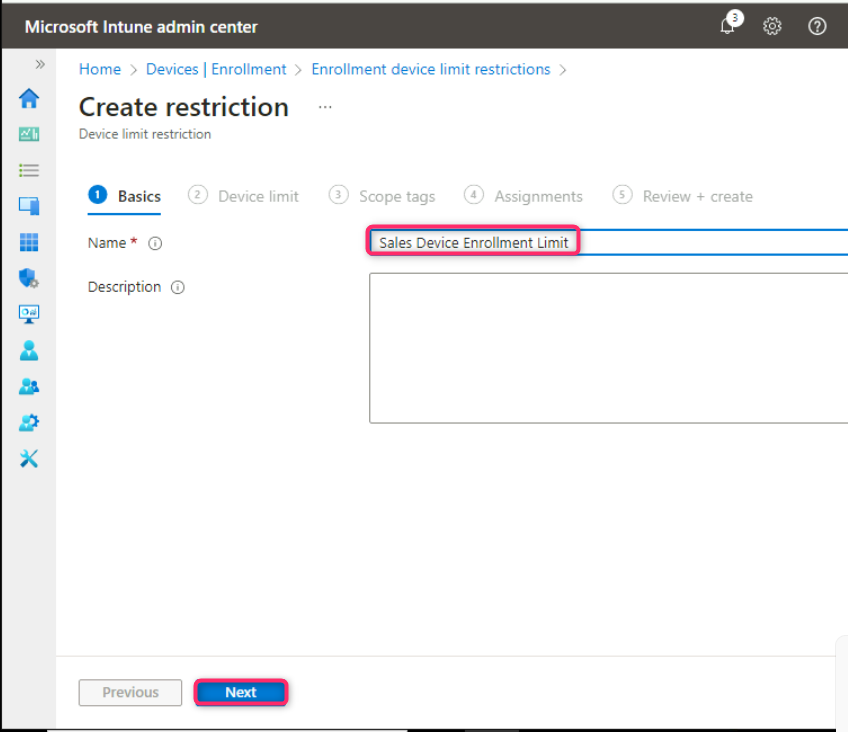 Microsoft Intune admin center
3
Home > Devices | Enrollment > Enrollment device limit restrictions >
Create restriction ...
Device limit restriction
1 Basics 2 Device limit 3 Scope tags 4 Assignments 5 Review + create
Name * Sales Device Enrollment Limit
Description
Previous Next